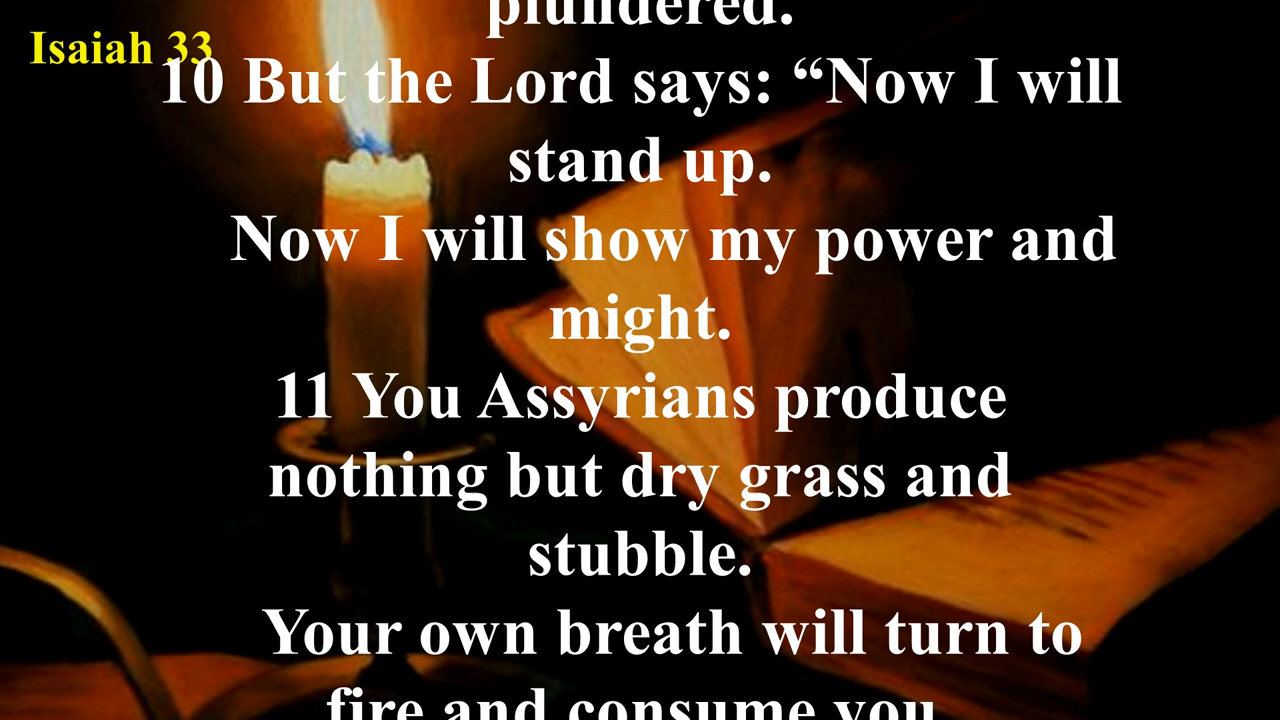 Isaiah 33
plundered.
10 But the Lord says: “Now I will
stand up.
Now I will show my power and
might.
11 You Assyrians produce
nothing but dry grass and
stubble.
Your own breath will turn to
fire and consume you